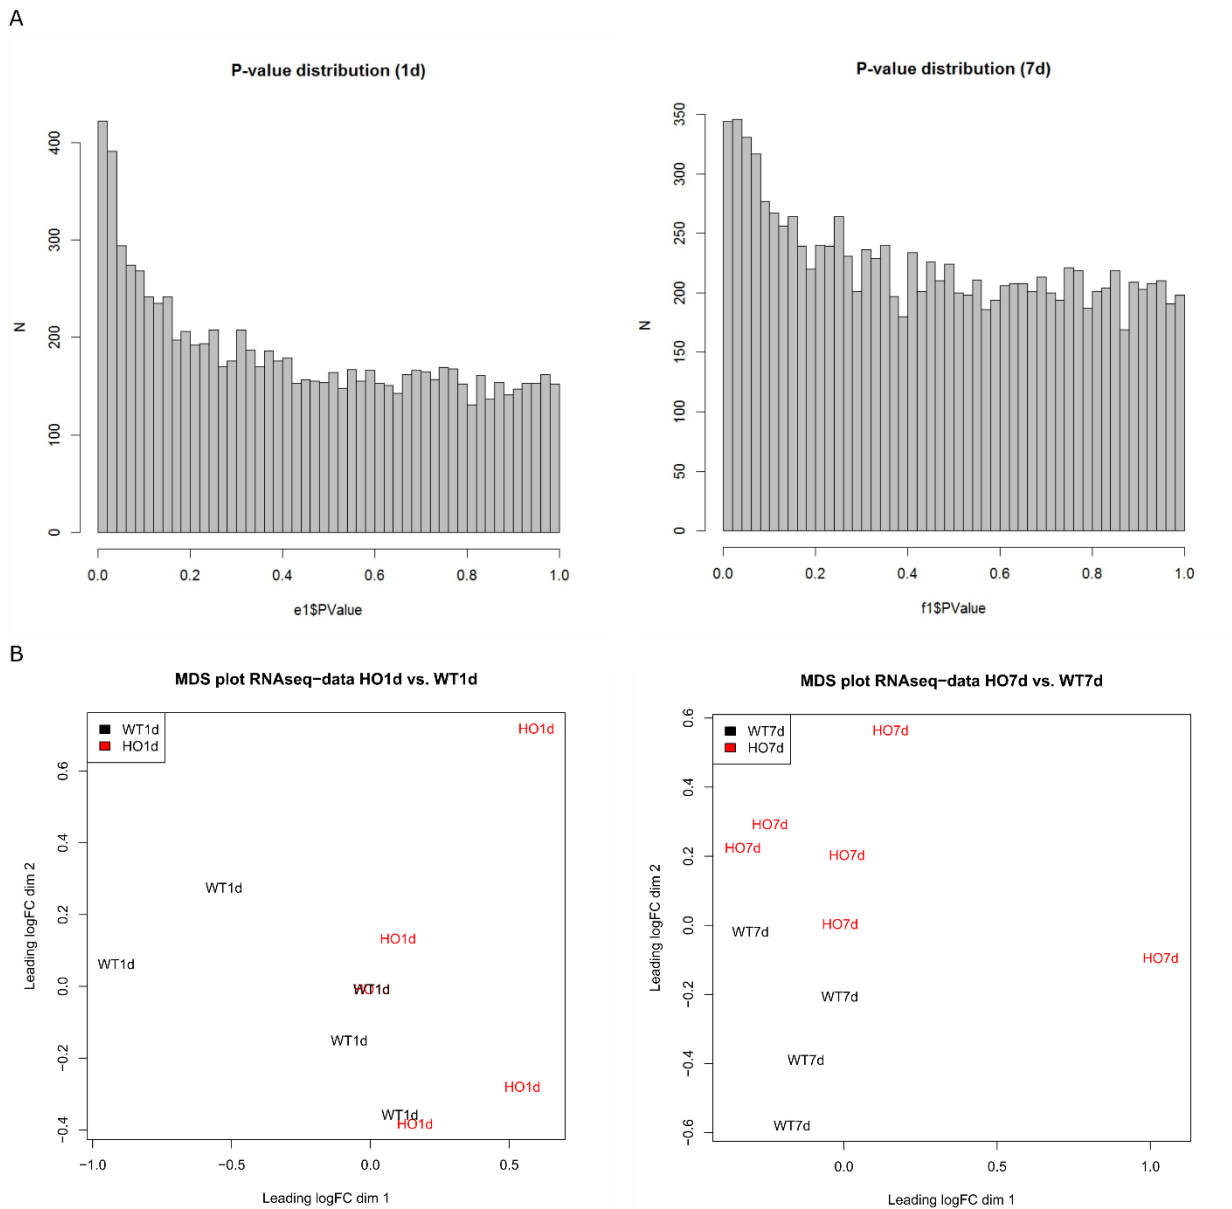 A
P-value distribution (1d)
N
0
100
200
300
400
0.0 0.2 0.4 0.6 0.8 1.0
e1$PValue
P-value distribution (7d)
N
0
50
100
150
200
250
300
350
0.0 0.2 0.4 0.6 0.8 1.0
f1$PValue
B
MDS plot RNAseq−data HO1d vs. WT1d
WT1d
HO1d
HO1d
WT1d
HO1d
WT1d
WT1d
WT1d
HO1d
WT1d
HO1d
Leading logFC dim 2
0.6
0.4
0.2
0.0
−0.2
−0.4
−1.0 −0.5 0.0 0.5
Leading logFC dim 1
MDS plot RNAseq−data HO7d vs. WT7d
WT7d
HO7d
HO7d
HO7d
HO7d
HO7d
HO7d
WT7d
HO7d
WT7d
WT7d
WT7d
Leading logFC dim 2
0.6
0.4
0.2
0.0
−0.2
−0.4
−0.6
0.0 0.5 1.0
Leading logFC dim 1